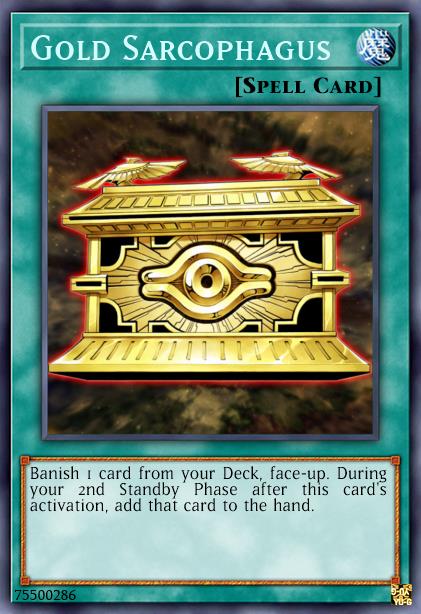 Gold Sarcophagus
魔
[Spell Card]
Banish 1 card from your Deck, face-up. During
your 2nd Standby Phase after this card's
activation, add that card to the hand.
75500286